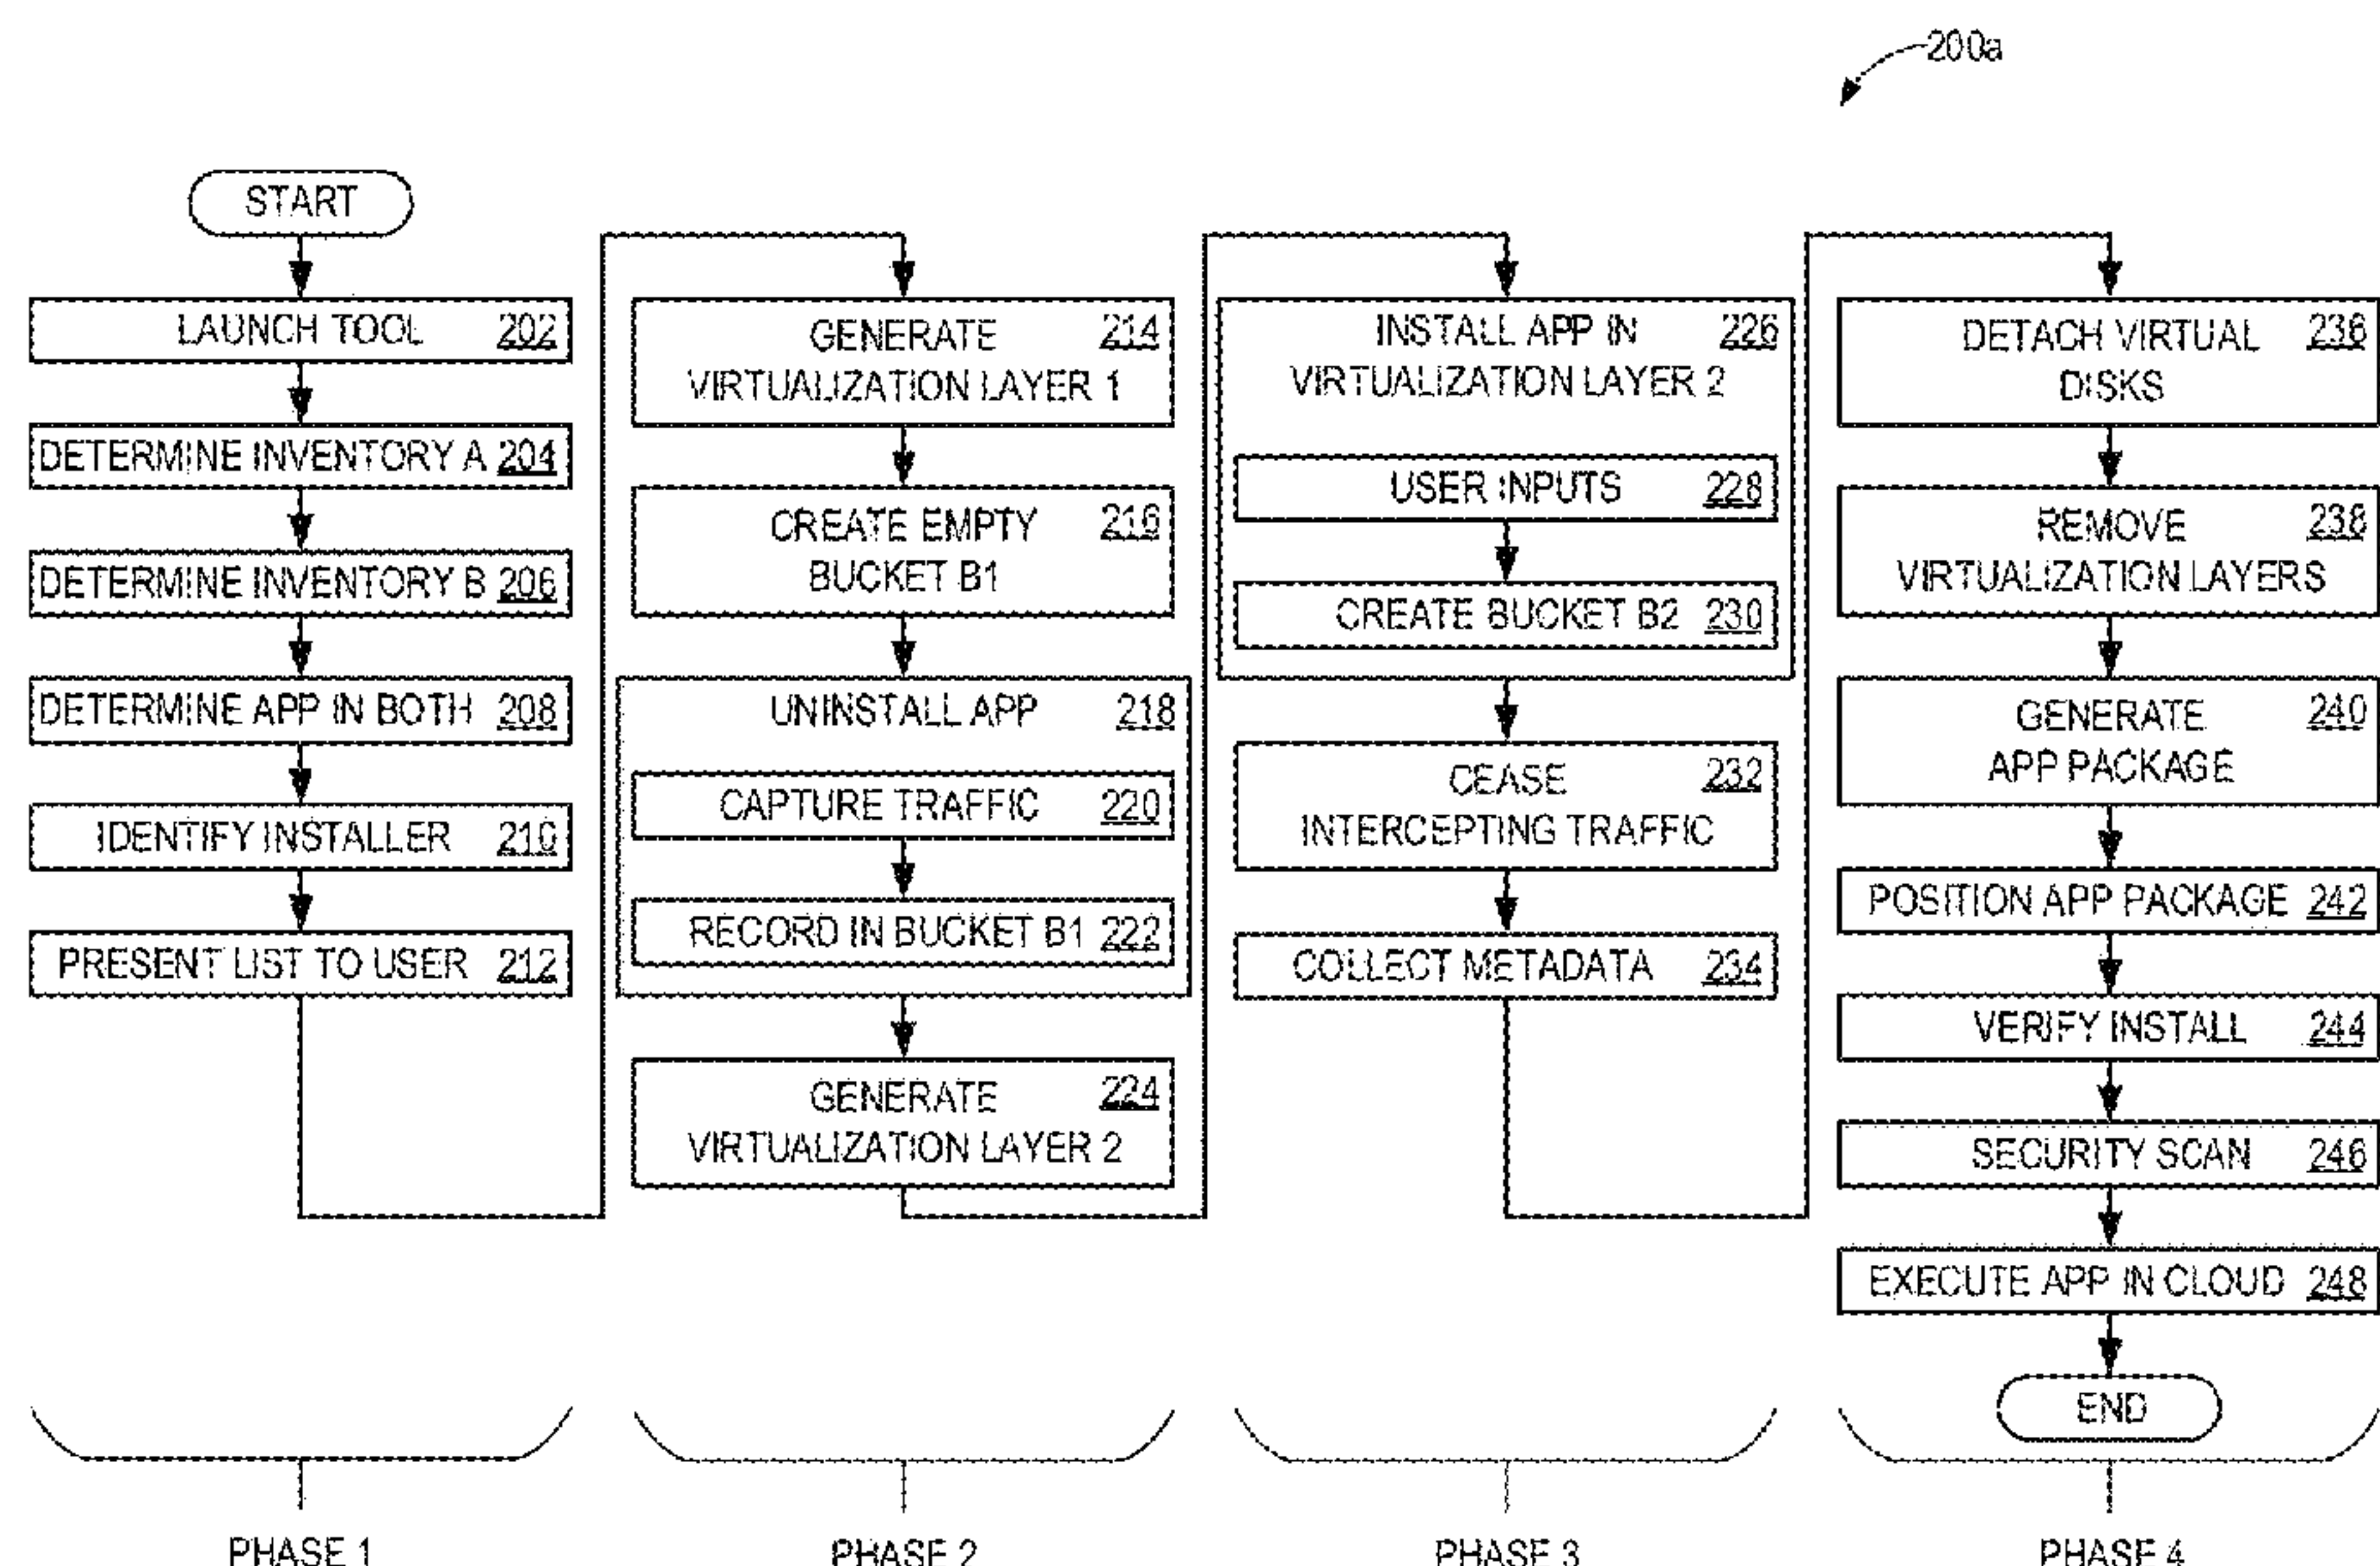 200a
START
LAUNCH TOOL 202
DETERMINE INVENTORY A 204
DETERMINE INVENTORY B 206
DETERMINE APP IN BOTH 208
IDENTIFY INSTALLER 210
PRESENT LIST TO USER 212
GENERATE 214
VIRTUALIZATION LAYER 1
CREATE EMPTY 216
BUCKET B1
UNINSTALL APP 218
CAPTURE TRAFFIC 220
RECORD IN BUCKET B1 222
GENERATE 224
VIRTUALIZATION LAYER 2
INSTALL APP IN 226
VIRTUALIZATION LAYER 2
USER INPUTS 228
CREATE BUCKET B2 230
CEASE 232
INTERCEPTING TRAFFIC
COLLECT METADATA 234
DETACH VIRTUAL 236
DISKS
REMOVE 238
VIRTUALIZATION LAYERS
GENERATE 240
APP PACKAGE
POSITION APP PACKAGE 242
VERIFY INSTALL 244
SECURITY SCAN 246
EXECUTE APP IN CLOUD 248
END
PHASE 1
PHASE 2
PHASE 3
PHASE 4